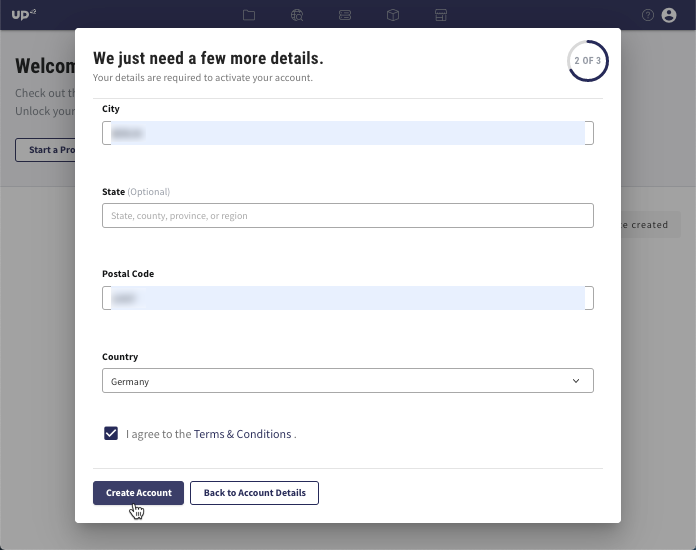 UP
Welcom
Check out th
Unlock your
Start a Pro
te created
We just need a few more details.
Your details are required to activate your account.
2 OF 3
City
State (Optional)
State, county, province, or region
Postal Code
Country
Germany
I agree to the Terms & Conditions .
Create Account
Back to Account Details